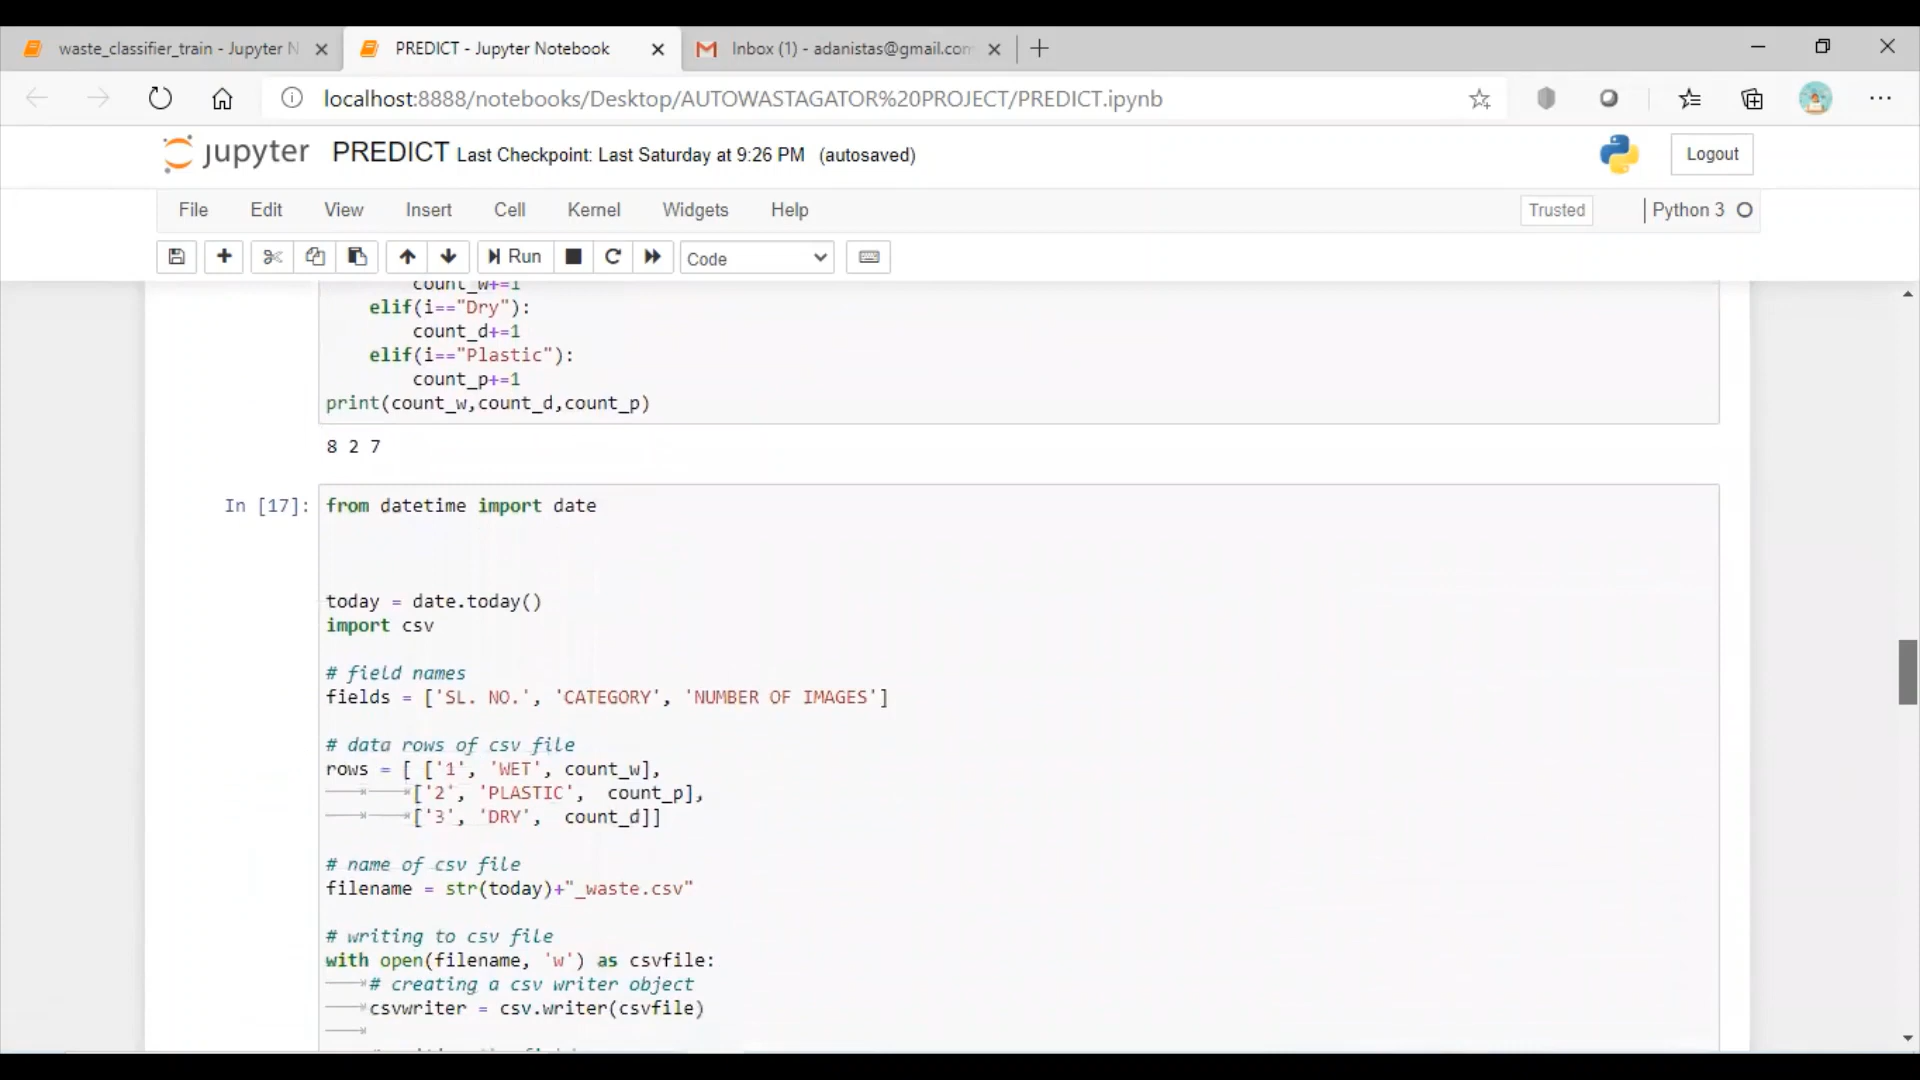 waste_classifier_train - Jupyter N
PREDICT - Jupyter Notebook
Inbox (1) - adanistas@gmail.com
localhost:8888/notebooks/Desktop/AUTOWASTAGATOR%20PROJECT/PREDICT.ipynb
jupyter PREDICT Last Checkpoint: Last Saturday at 9:26 PM (autosaved)
Logout
File Edit View Insert Cell Kernel Widgets Help
Trusted
Python 3
Run
Code
count_w+=1
elif(i=="Dry"):
count_d+=1
elif(i=="Plastic"):
count_p+=1
print(count_w,count_d,count_p)
8 2 7
In [17]:
from datetime import date
today = date.today()
import csv
# field names
fields = ['SL. NO.', 'CATEGORY', 'NUMBER OF IMAGES']
# data rows of csv file
rows = [ ['1', 'WET', count_w],
['2', 'PLASTIC',  count_p],
['3', 'DRY',  count_d]]
# name of csv file
filename = str(today)+"_waste.csv"
# writing to csv file
with open(filename, 'w') as csvfile:
# creating a csv writer object
csvwriter = csv.writer(csvfile)